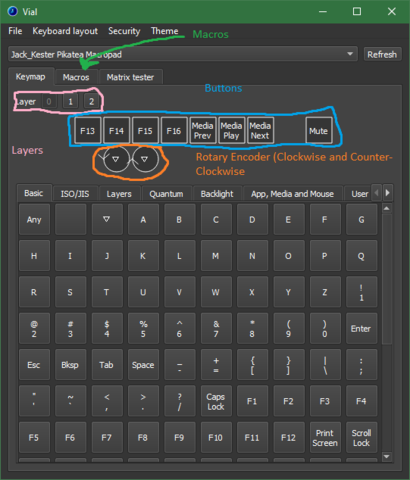 Vial
File Keyboard layout Security Theme
Macros
Jack_Kester Pikatea Macropad Refresh
Keymap Macros Matrix tester
Buttons
Layer 0 1 2
F13 F14 F15 F16 Media Prev Media Play Media Next Mute
Layers
Rotary Encoder (Clockwise and Counter-
Clockwise
Basic ISO/JIS Layers Quantum Backlight App, Media and Mouse User
Any ▽ A B C D E F G
H I J K L M N O P Q
R S T U V W X Y Z ! 1
@ 2 # 3 $ 4 % 5 ^ 6 & 7 * 8 ( 9 ) 0 Enter
Esc Bksp Tab Space _ - + = { [ } ] | \ : ;
" ' ~ ` < , > . ? / Caps Lock F1 F2 F3 F4
F5 F6 F7 F8 F9 F10 F11 F12 Print Screen Scroll Lock